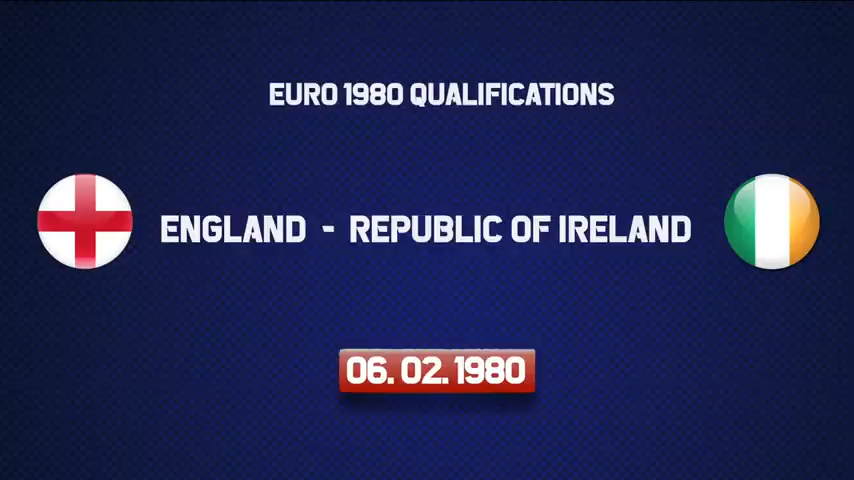 EURO 1980 QUALIFICATIONS
ENGLAND - REPUBLIC OF IRELAND
06. 02. 1980